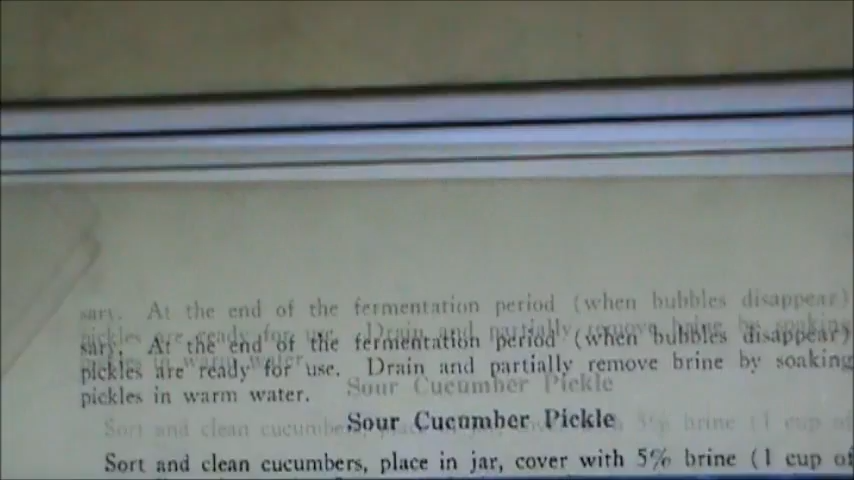 sary. At the end of the fermentation period (when bubbles disappear)
pickles are ready for use. Drain and partially remove brine by soaking
pickles in warm water.
Sour Cucumber Pickle
Sort and clean cucumbers, place in jar, cover with 5% brine (1 cup of